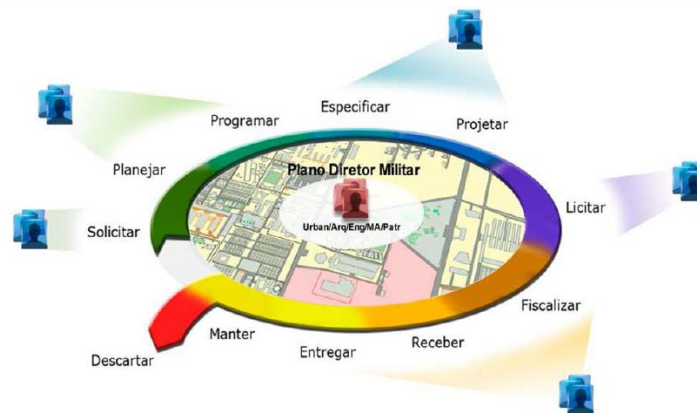 Especificar
Programar
Projetar
Planejar
Plano Diretor Militar
Solicitar
Urban/Arq/Eng/MA/Patr
Licitar
Fiscalizar
Manter
Receber
Entregar
Descartar